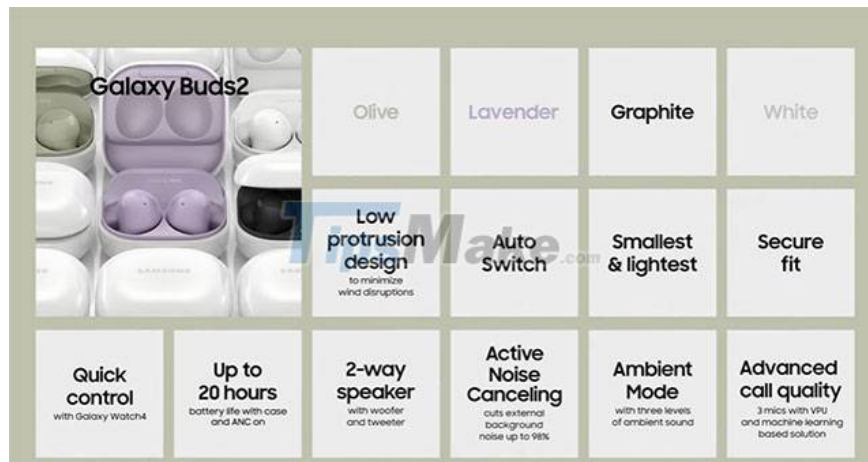 Galaxy Buds2
Olive
Lavender
Graphite
White
SAMSUNG
TipsMake.com
Low
protrusion
design
to minimize
wind disruptions
Auto
Switch
Smallest
& lightest
Secure
fit
Quick
control
with Galaxy Watch4
Up to
20 hours
battery life with case
and ANC on
2-way
speaker
with woofer
and tweeter
Active
Noise
Canceling
cuts external
background
noise up to 98%
Ambient
Mode
with three levels
of ambient sound
Advanced
call quality
3 mics with VPU
and machine learning
based solution